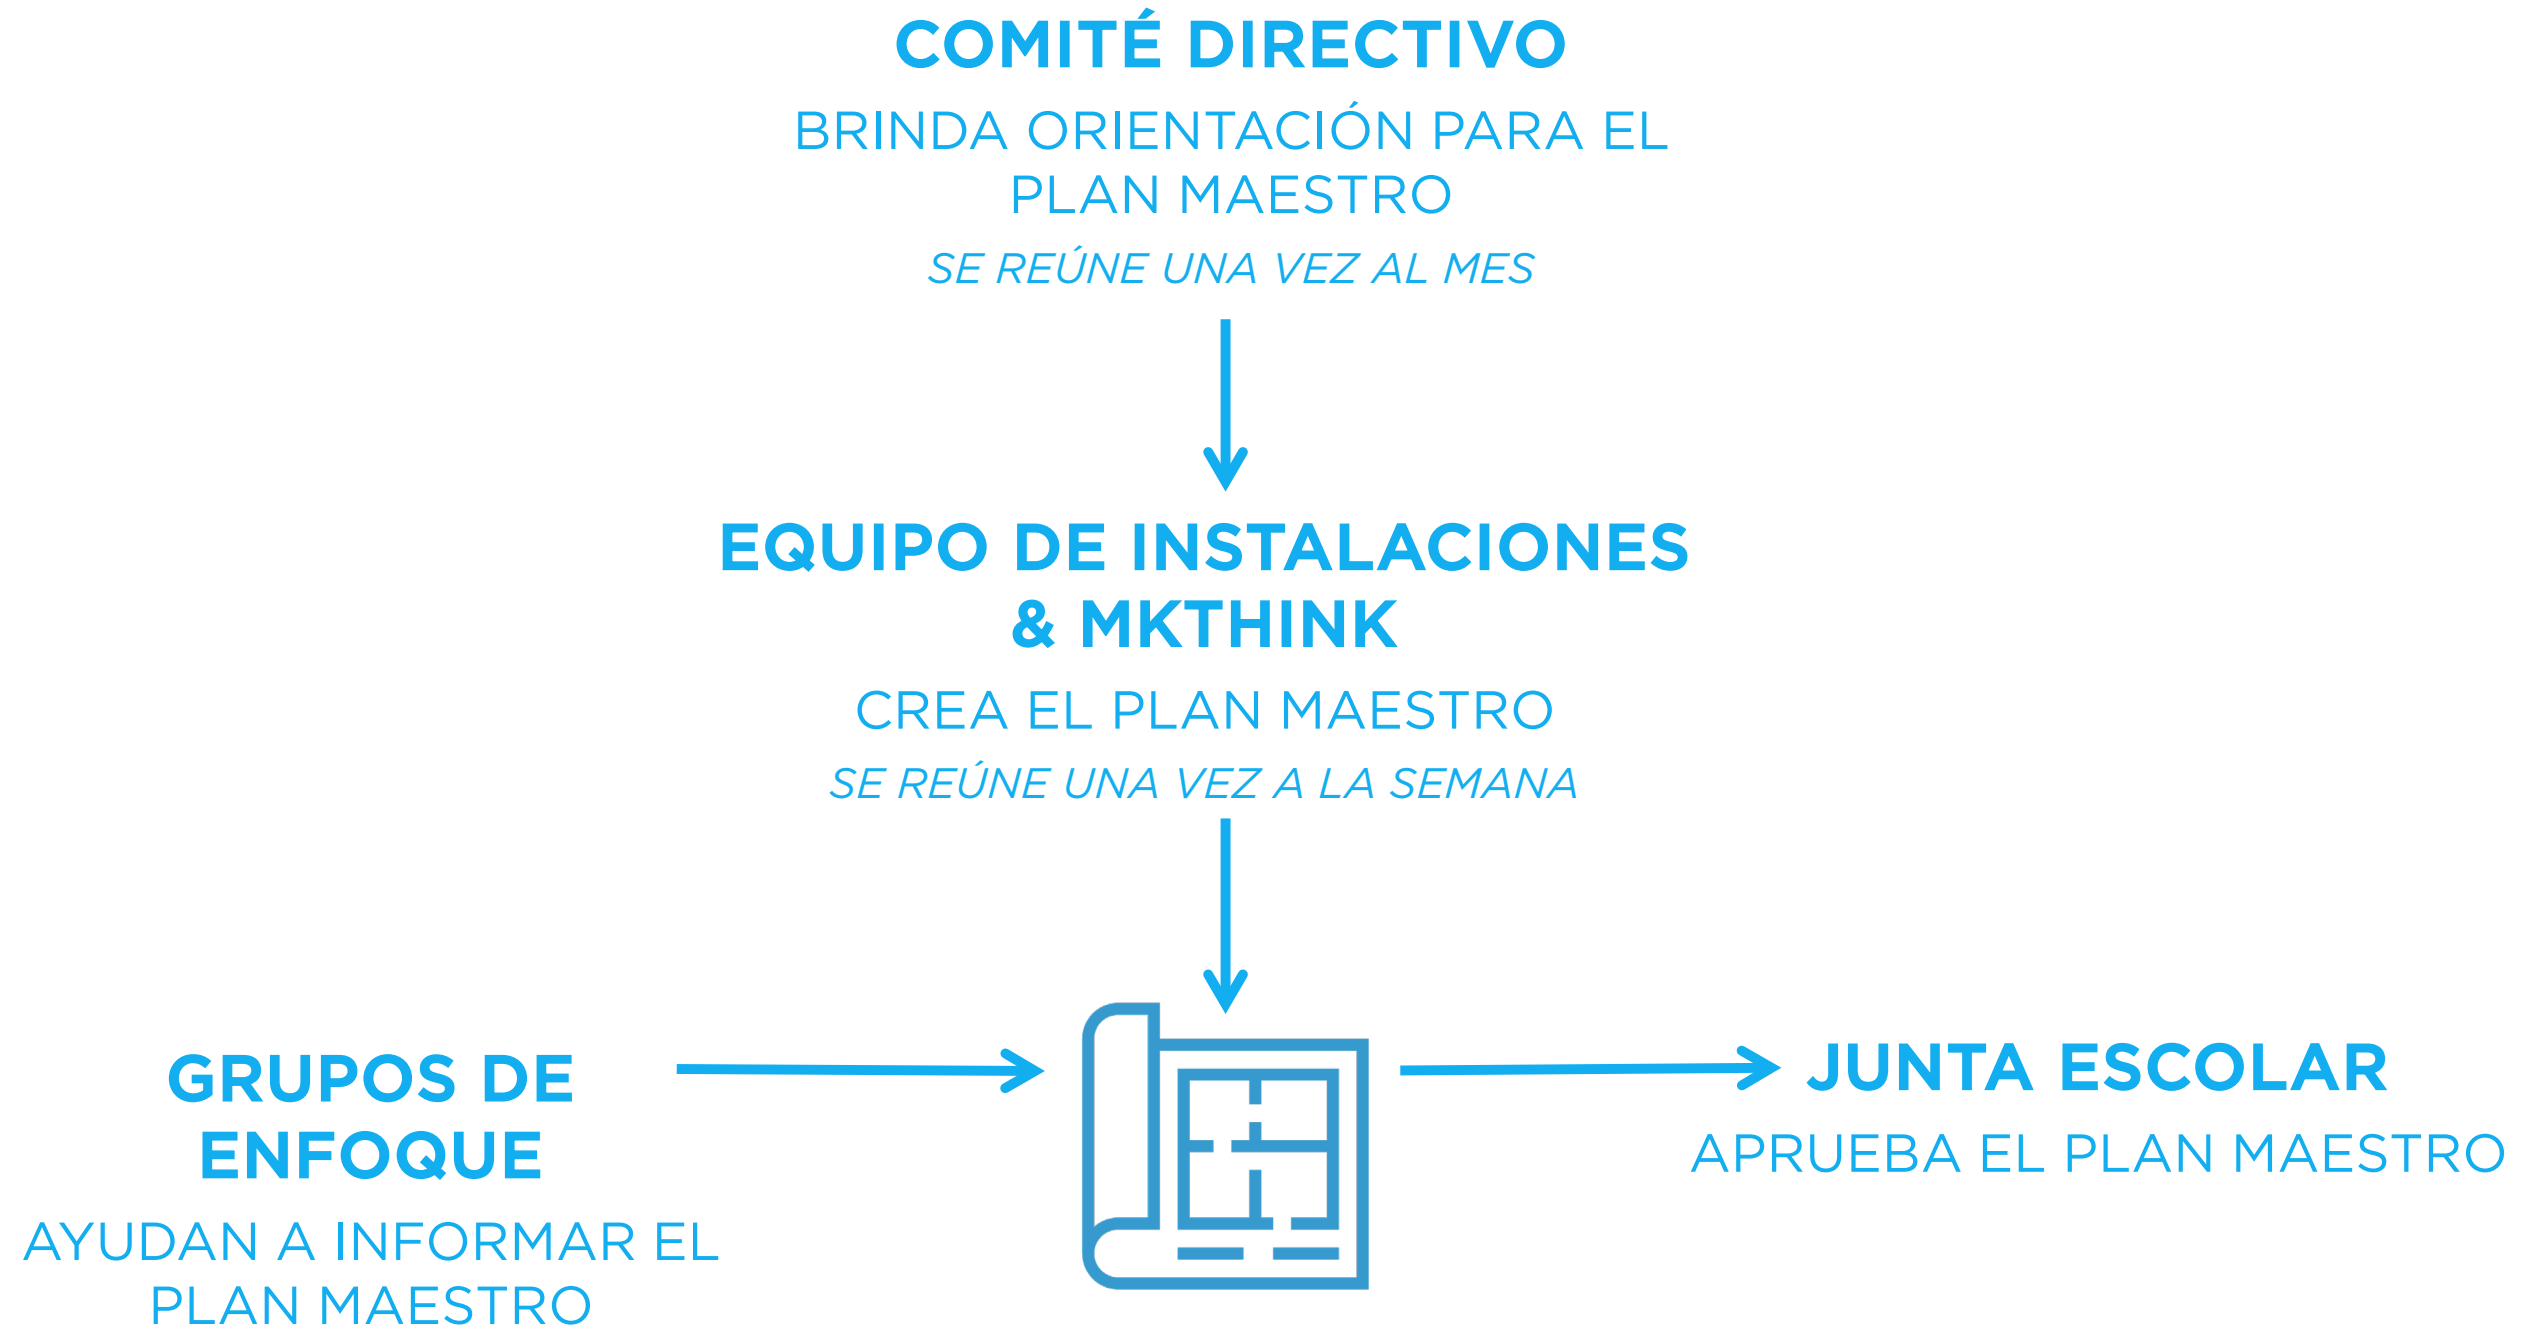 COMITÉ DIRECTIVO
BRINDA ORIENTACIÓN PARA EL
PLAN MAESTRO
SE REÚNE UNA VEZ AL MES
EQUIPO DE INSTALACIONES
& MKTHINK
CREA EL PLAN MAESTRO
SE REÚNE UNA VEZ A LA SEMANA
GRUPOS DE
ENFOQUE
AYUDAN A INFORMAR EL
PLAN MAESTRO
JUNTA ESCOLAR
APRUEBA EL PLAN MAESTRO